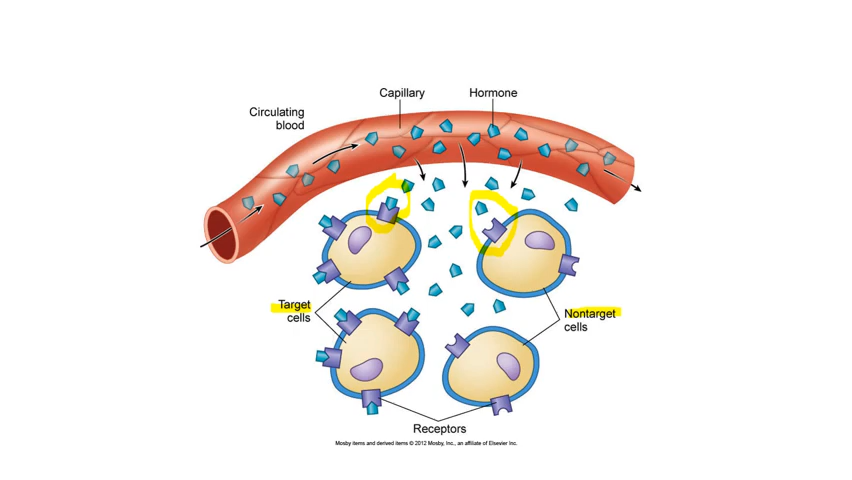 Capillary
Hormone
Circulating
blood
Target
cells
Nontarget
cells
Receptors
Mosby items and derived items © 2012 Mosby, Inc., an affiliate of Elsevier Inc.